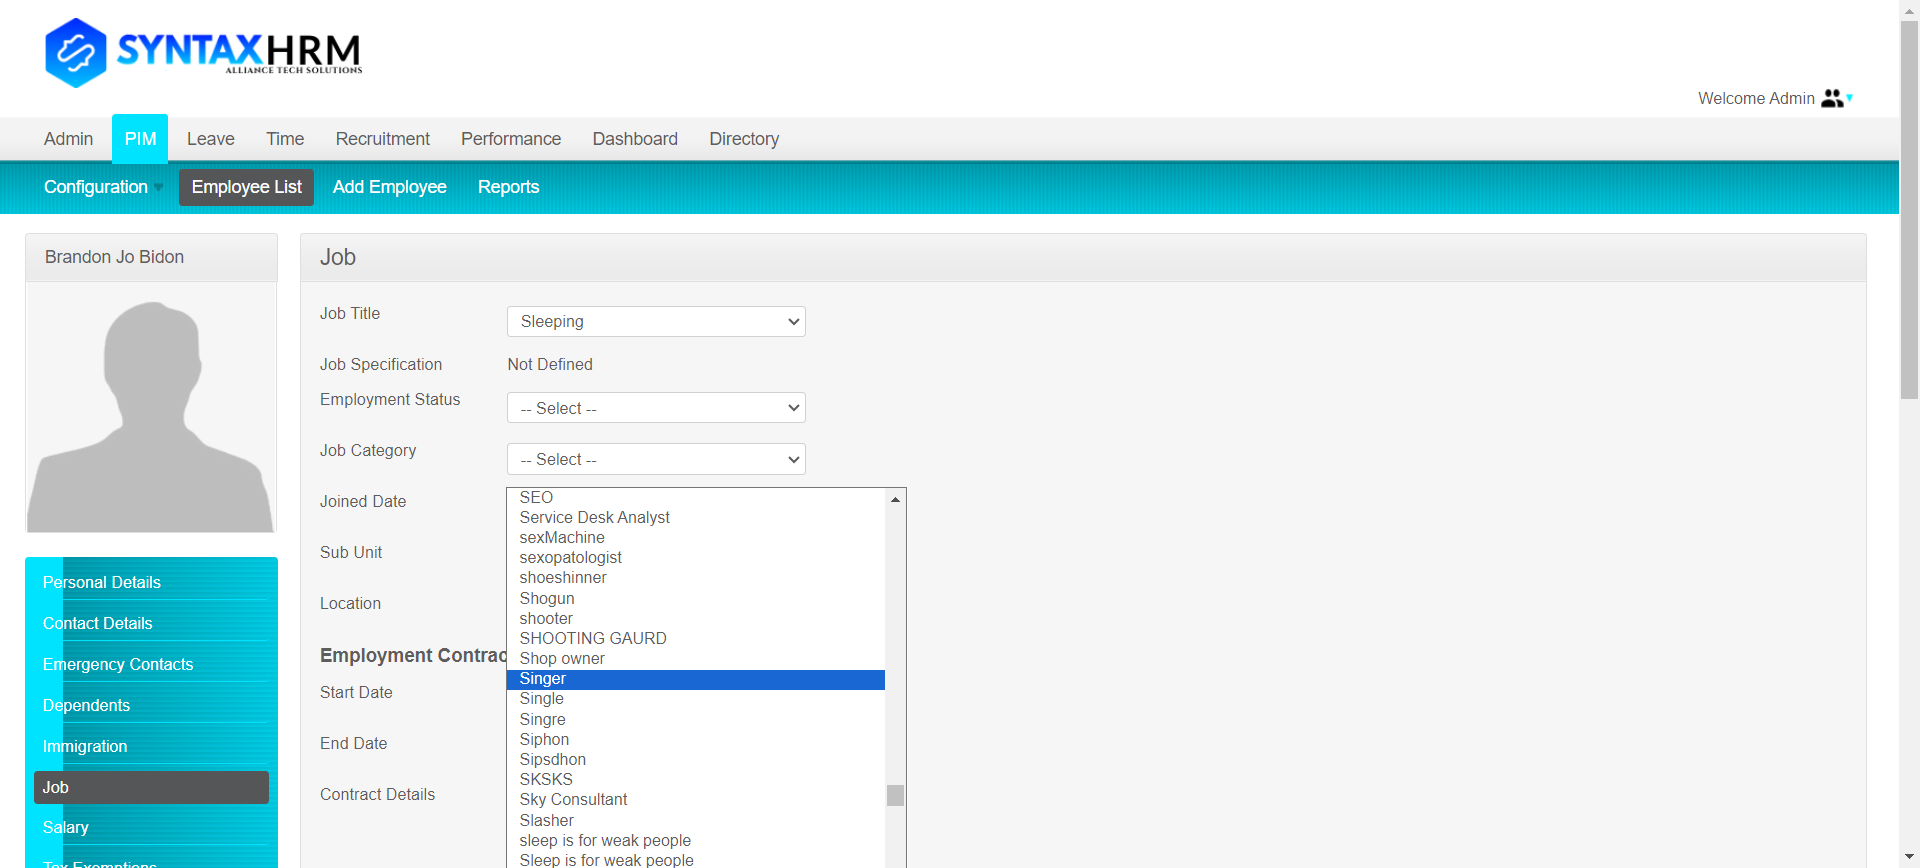 SYNTAXHRM
ALLIANCE TECH SOLUTIONS
Welcome Admin
Admin PIM Leave Time Recruitment Performance Dashboard Directory
Configuration Employee List Add Employee Reports
Brandon Jo Bidon
Personal Details
Contact Details
Emergency Contacts
Dependents
Immigration
Job
Salary
Tax Exemptions
Job
Job Title Sleeping
Job Specification Not Defined
Employment Status -- Select --
Job Category -- Select --
Joined Date
Sub Unit
Location
Employment Contrac
Start Date
End Date
Contract Details
SEO
Service Desk Analyst
sexMachine
sexopatologist
shoeshinner
Shogun
shooter
SHOOTING GAURD
Shop owner
Singer
Single
Singre
Siphon
Sipsdhon
SKSKS
Sky Consultant
Slasher
sleep is for weak people
Sleep is for weak people